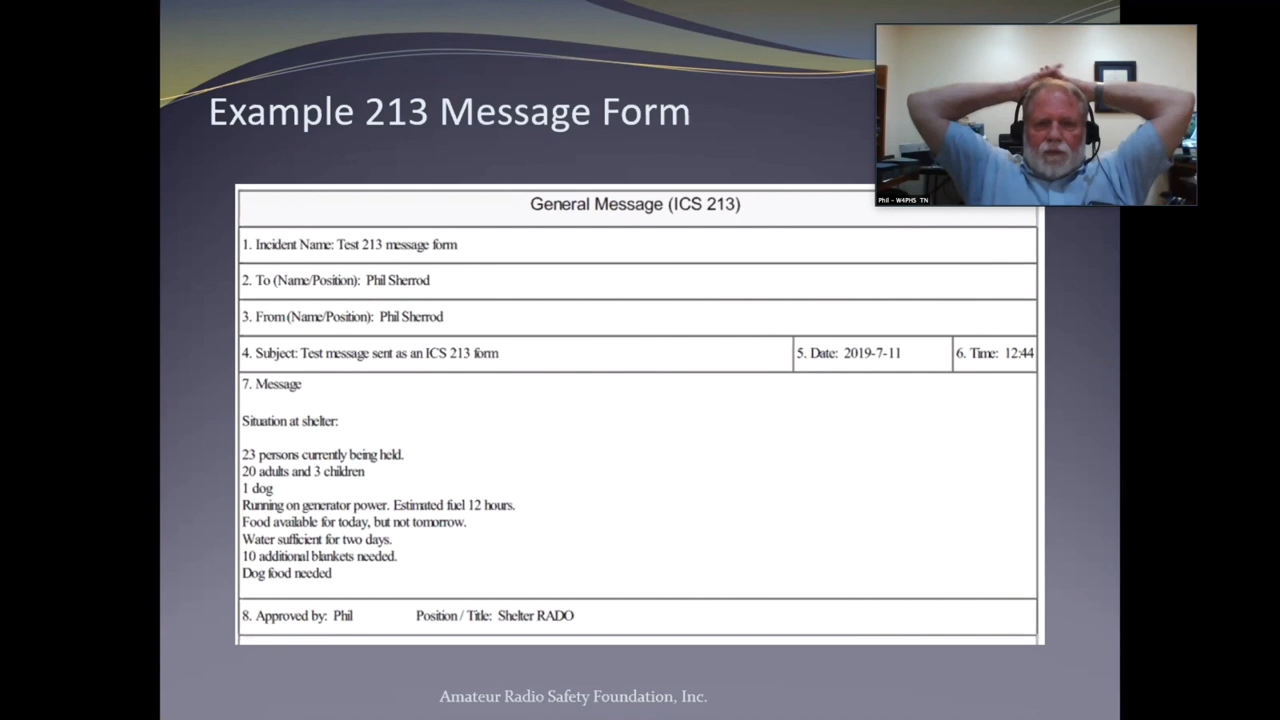 Example 213 Message Form
Phil - W4PHS TN
General Message (ICS 213)
1. Incident Name: Test 213 message form
2. To (Name/Position): Phil Sherrod
3. From (Name/Position): Phil Sherrod
4. Subject: Test message sent as an ICS 213 form 5. Date: 2019-7-11 6. Time: 12:44
7. Message
Situation at shelter:
23 persons currently being held.
20 adults and 3 children
1 dog
Running on generator power. Estimated fuel 12 hours.
Food available for today, but not tomorrow.
Water sufficient for two days.
10 additional blankets needed.
Dog food needed
8. Approved by: Phil Position / Title: Shelter RADO
Amateur Radio Safety Foundation, Inc.